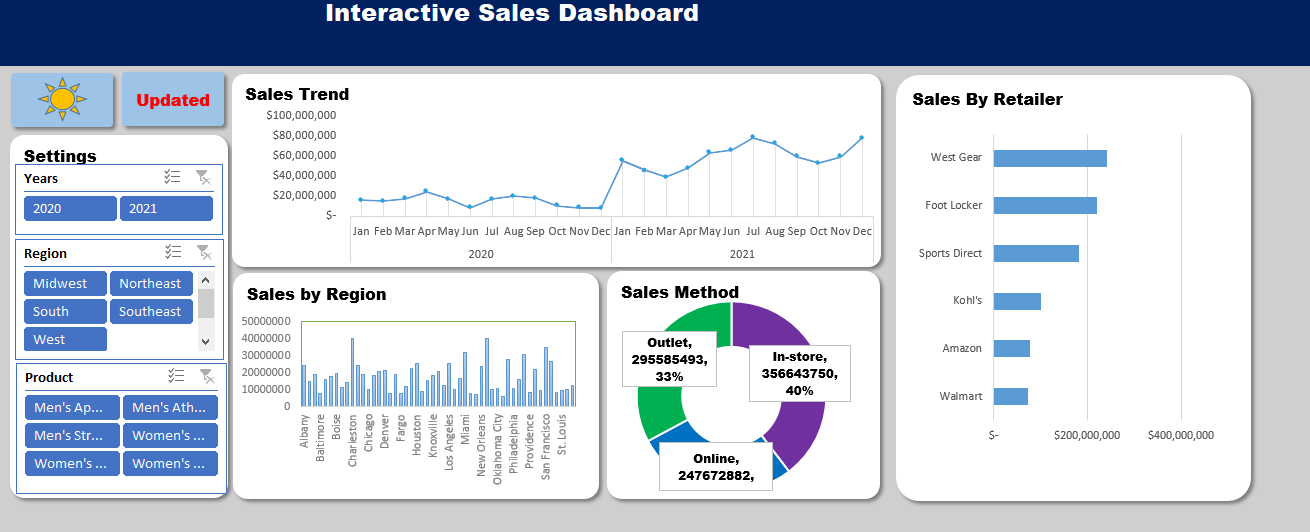 Interactive Sales Dashboard
Updated
Settings
Years
2020 2021
Region
Midwest Northeast
South Southeast
West
Product
Men's Ap... Men's Ath...
Men's Str... Women's ...
Women's ... Women's ...
Sales Trend
$100,000,000
$80,000,000
$60,000,000
$40,000,000
$20,000,000
$-
Jan Feb Mar Apr May Jun Jul Aug Sep Oct Nov Dec Jan Feb Mar Apr May Jun Jul Aug Sep Oct Nov Dec
2020 2021
Sales by Region
50000000
40000000
30000000
20000000
10000000
0
Albany
Baltimore
Boise
Charleston
Chicago
Denver
Fargo
Houston
Knoxville
Los Angeles
Miami
New Orleans
Oklahoma City
Philadelphia
Providence
San Francisco
St. Louis
Sales Method
Outlet,
295585493,
33%
In-store,
356643750,
40%
Online,
247672882,
Sales By Retailer
West Gear
Foot Locker
Sports Direct
Kohl's
Amazon
Walmart
$- $200,000,000 $400,000,000